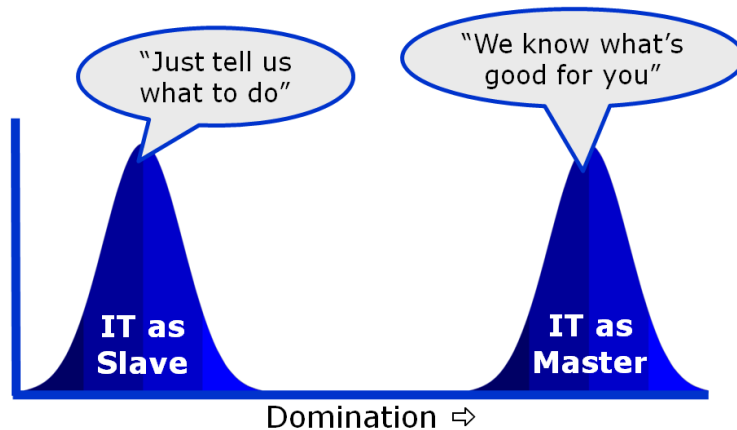 “Just tell us
what to do”
“We know what’s
good for you”
IT as
Slave
IT as
Master
Domination ⇨